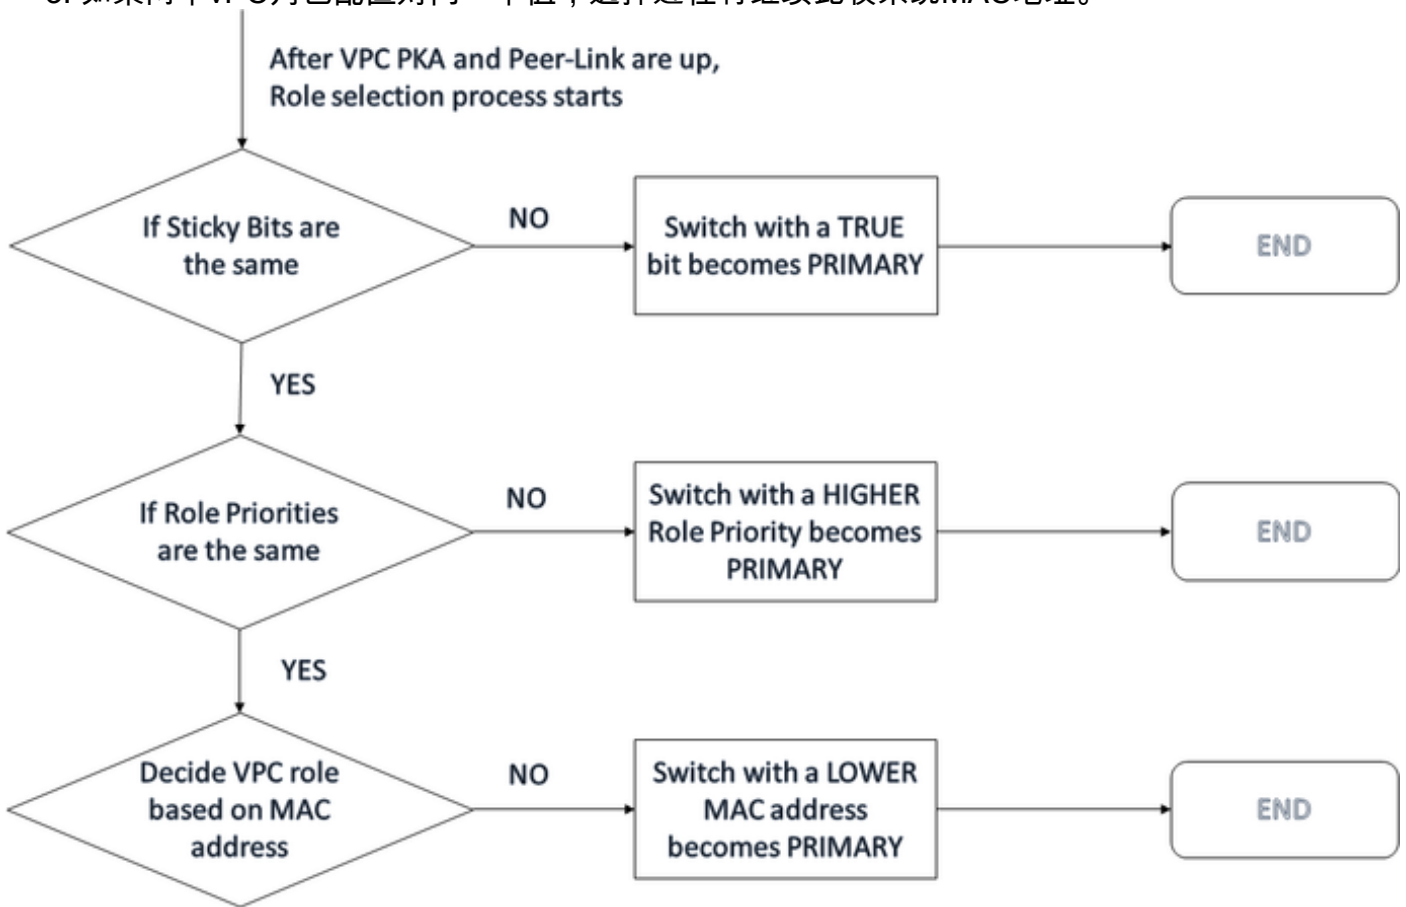 After VPC PKA and Peer-Link are up,
Role selection process starts
If Sticky Bits are
the same
NO
Switch with a TRUE
bit becomes PRIMARY
END
YES
If Role Priorities
are the same
NO
Switch with a HIGHER
Role Priority becomes
PRIMARY
END
YES
Decide VPC role
based on MAC
address
NO
Switch with a LOWER
MAC address
becomes PRIMARY
END